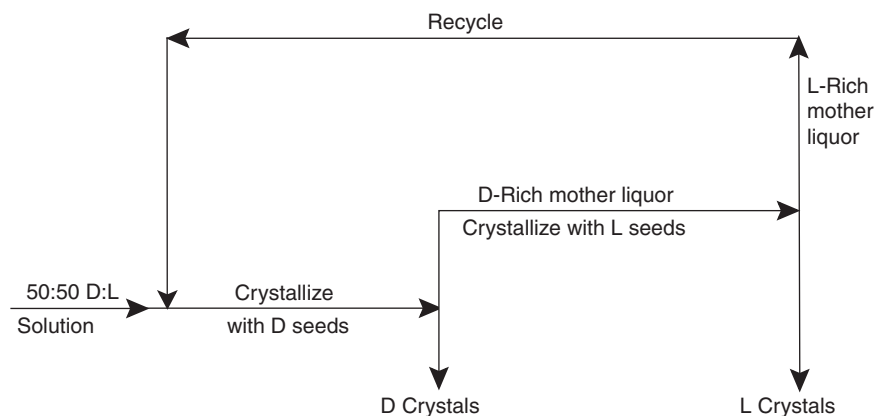 Recycle
L-Rich
mother
liquor
D-Rich mother liquor
Crystallize with L seeds
50:50 D:L
Solution
Crystallize
with D seeds
D Crystals
L Crystals